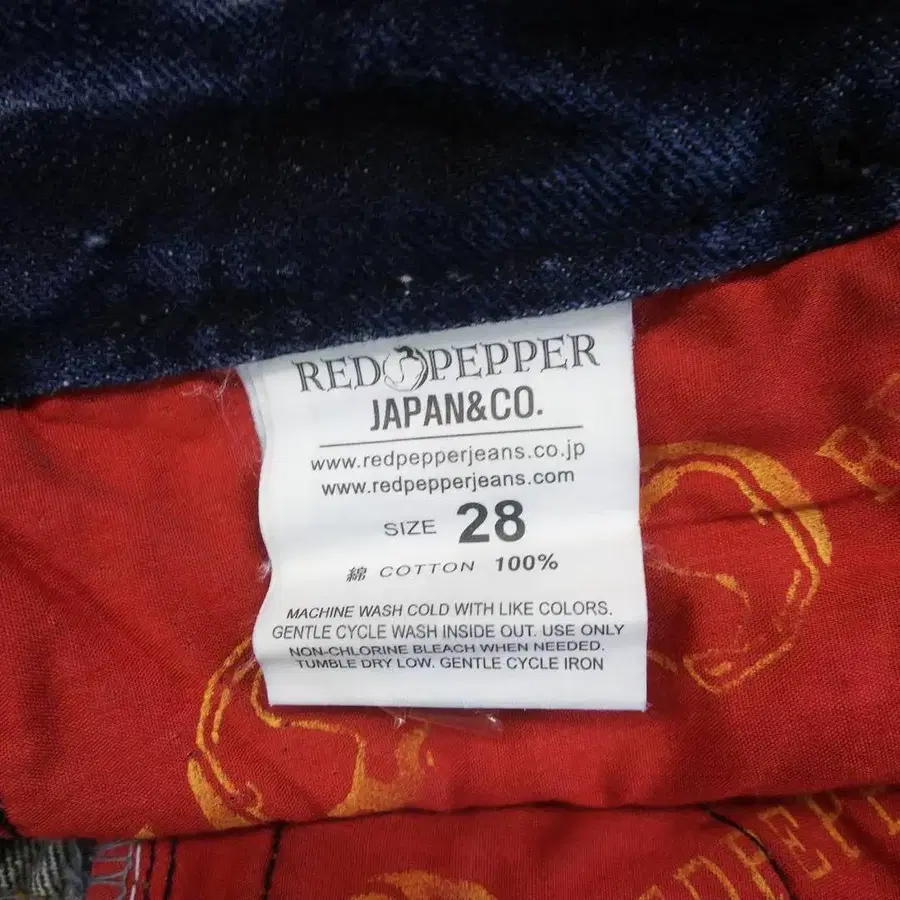 RED PEPPER
JAPAN&CO.
www.redpepperjeans.co.jp
www.redpepperjeans.com
SIZE 28
綿 COTTON 100%
MACHINE WASH COLD WITH LIKE COLORS.
GENTLE CYCLE WASH INSIDE OUT. USE ONLY
NON-CHLORINE BLEACH WHEN NEEDED.
TUMBLE DRY LOW. GENTLE CYCLE IRON